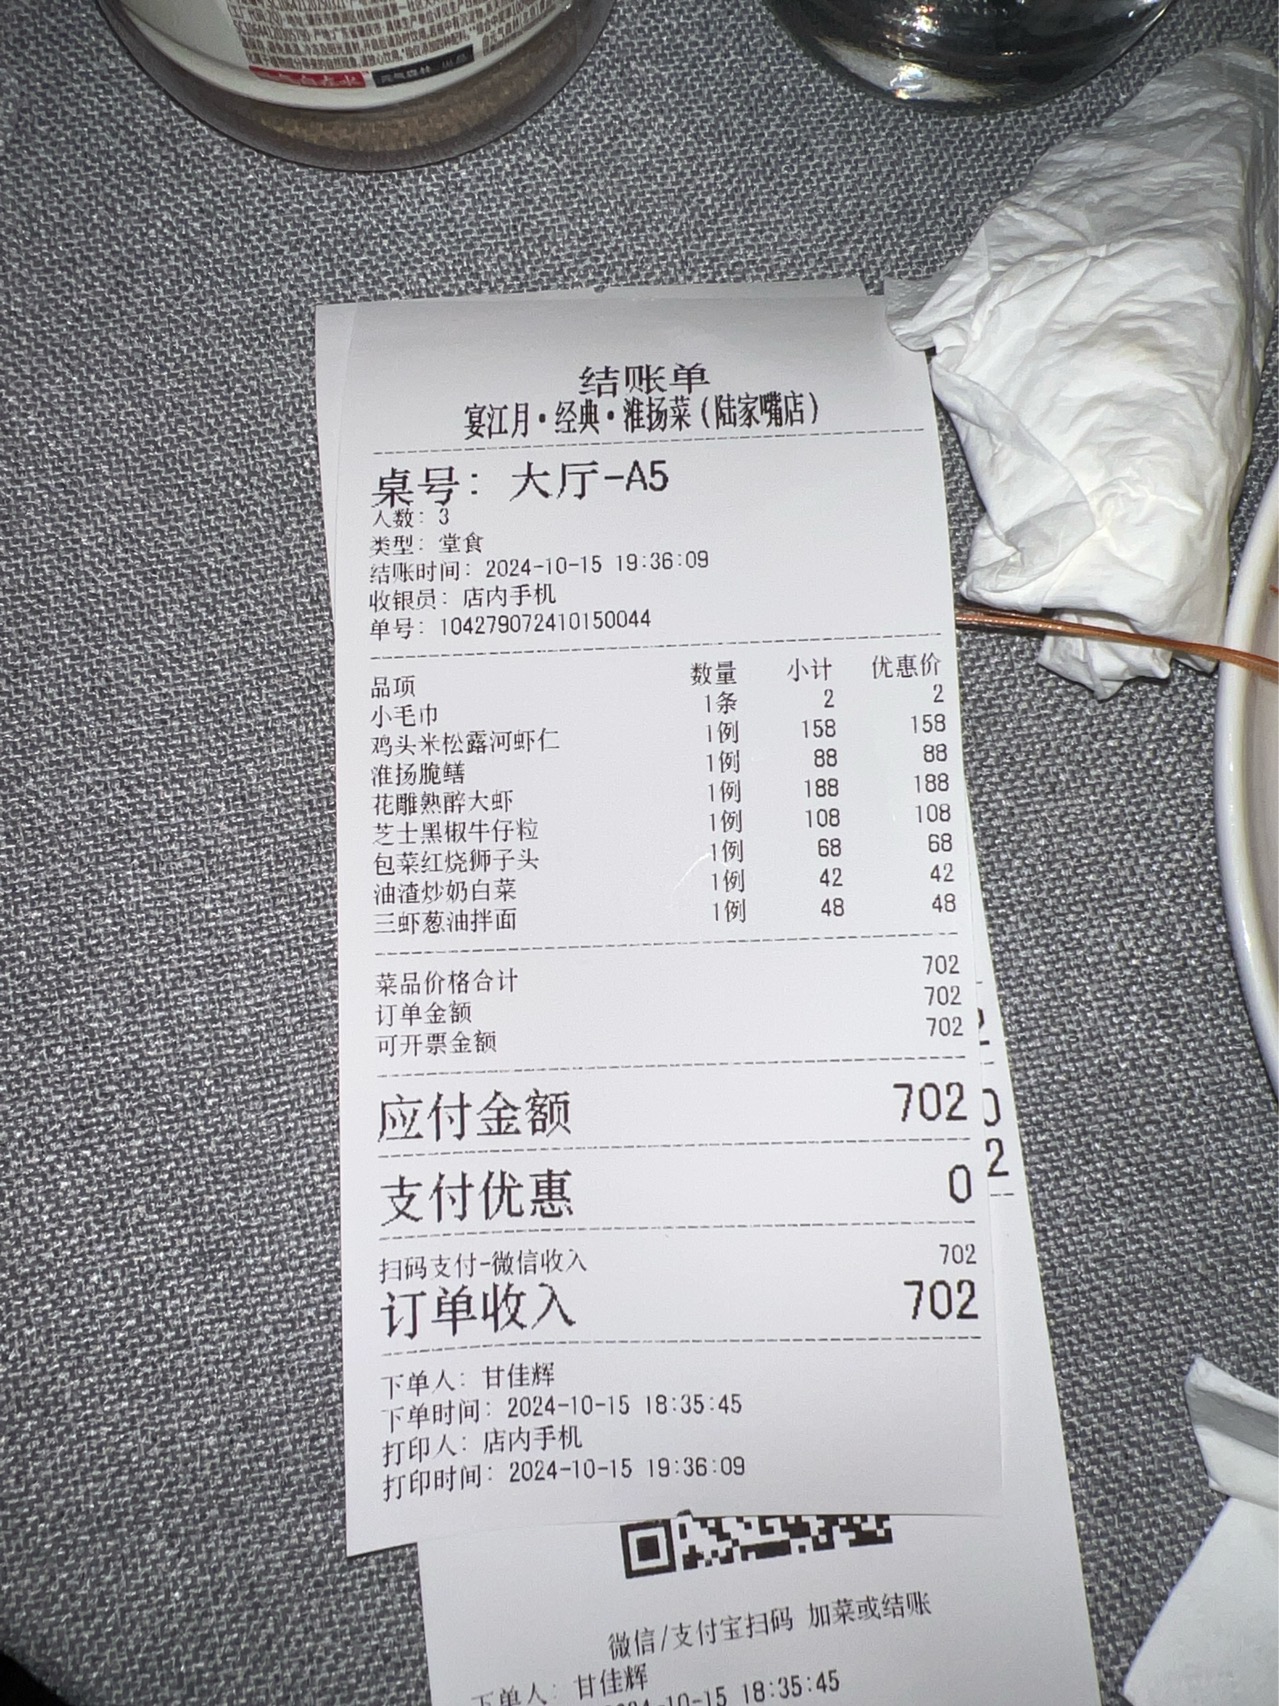 结账单
宴江月·经典·淮扬菜(陆家嘴店)
桌号: 大厅-A5
人数: 3
类型: 堂食
结账时间: 2024-10-15 19:36:09
收银员: 店内手机
单号: 104279072410150044
品项 数量 小计 优惠价
小毛巾 1条 2 2
鸡头米松露河虾仁 1例 158 158
淮扬脆鳝 1例 88 88
花雕熟醉大虾 1例 188 188
芝士黑椒牛仔粒 1例 108 108
包菜红烧狮子头 1例 68 68
油渣炒奶白菜 1例 42 42
三虾葱油拌面 1例 48 48
菜品价格合计 702
订单金额 702
可开票金额 702
应付金额 702
支付优惠 0
扫码支付-微信收入 702
订单收入 702
下单人: 甘佳辉
下单时间: 2024-10-15 18:35:45
打印人: 店内手机
打印时间: 2024-10-15 19:36:09
微信/支付宝扫码 加菜或结账
下单人: 甘佳辉
10-15 18:35:45